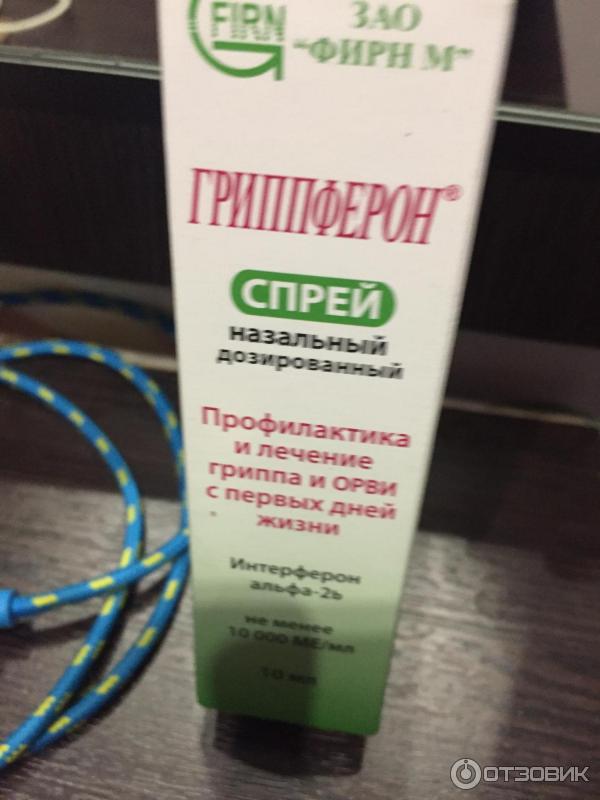 FIRN
ЗАО
"ФИРН М"
ГРИППФЕРОН®
СПРЕЙ
назальный
дозированный
Профилактика
и лечение
гриппа и ОРВИ
с первых дней
жизни
Интерферон
альфа-2b
не менее
10 000 МЕ/мл
10 мл
ОТЗОВИК